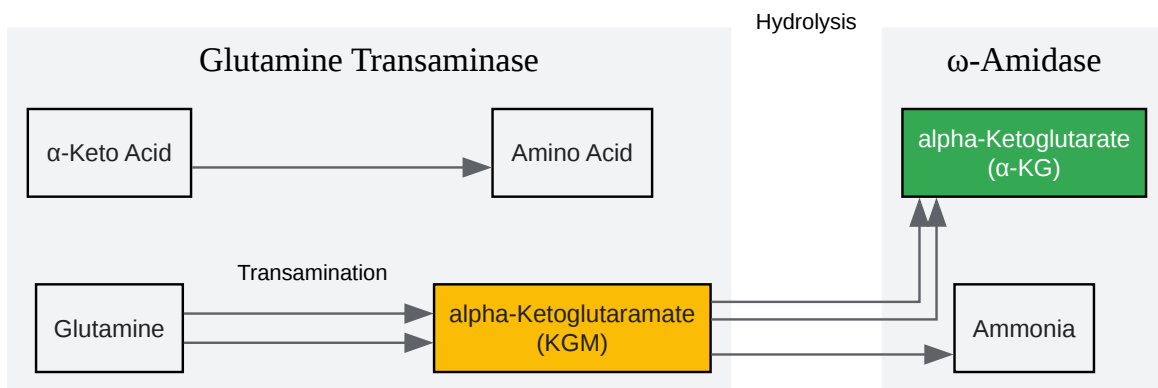 Hydrolysis
Glutamine Transaminase
ω-Amidase
α-Keto Acid
Amino Acid
alpha-Ketoglutarate
(α-KG)
Transamination
Glutamine
alpha-Ketoglutaramate
(KGM)
Ammonia